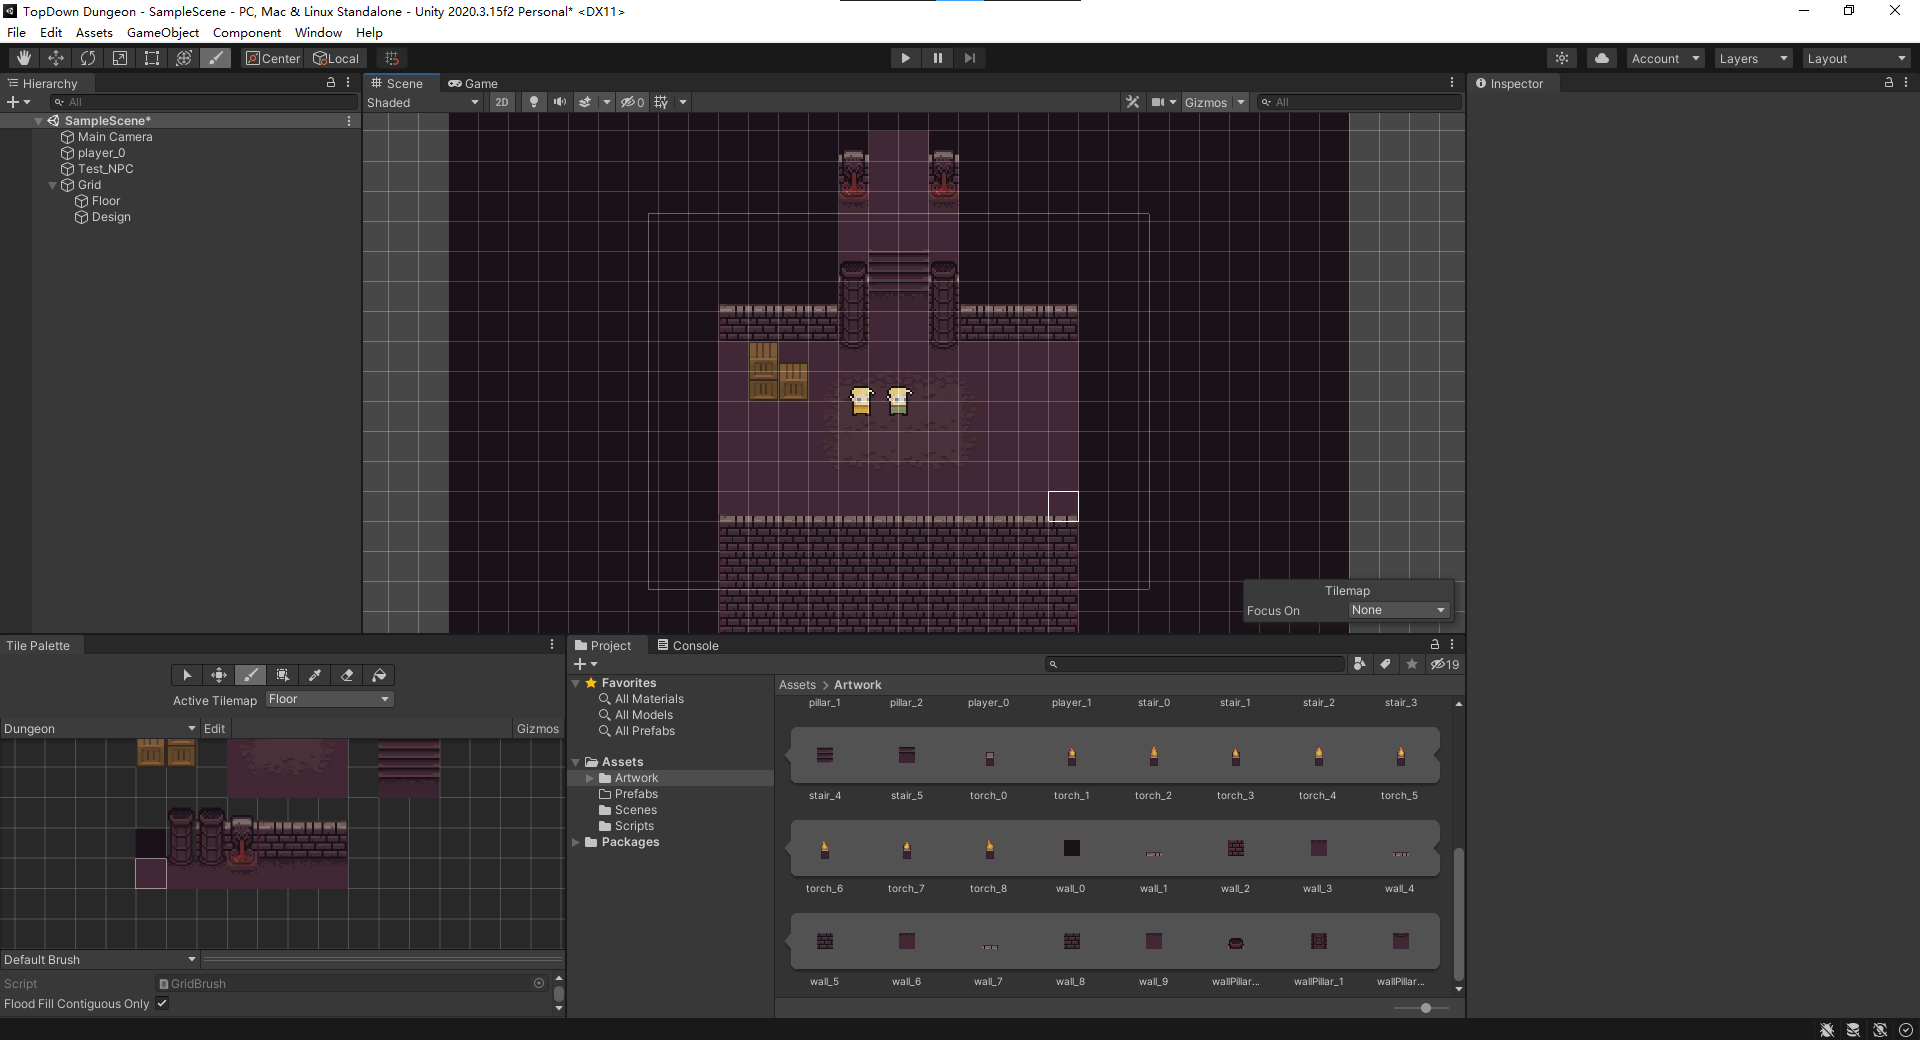 TopDown Dungeon - SampleScene - PC, Mac & Linux Standalone - Unity 2020.3.15f2 Personal* <DX11>
File Edit Assets GameObject Component Window Help
Center Local Account Layers Layout
Hierarchy
All
SampleScene*
Main Camera
player_0
Test_NPC
Grid
Floor
Design
Scene Game
Shaded 2D 0 Gizmos All
Tilemap
Focus On None
Inspector
Tile Palette
Active Tilemap Floor
Dungeon Edit Gizmos
Default Brush
Script GridBrush
Flood Fill Contiguous Only
Project Console
19
Favorites
All Materials
All Models
All Prefabs
Assets
Artwork
Prefabs
Scenes
Scripts
Packages
Assets > Artwork
pillar_1 pillar_2 player_0 player_1 stair_0 stair_1 stair_2 stair_3
stair_4 stair_5 torch_0 torch_1 torch_2 torch_3 torch_4 torch_5
torch_6 torch_7 torch_8 wall_0 wall_1 wall_2 wall_3 wall_4
wall_5 wall_6 wall_7 wall_8 wall_9 wallPillar... wallPillar_1 wallPillar...